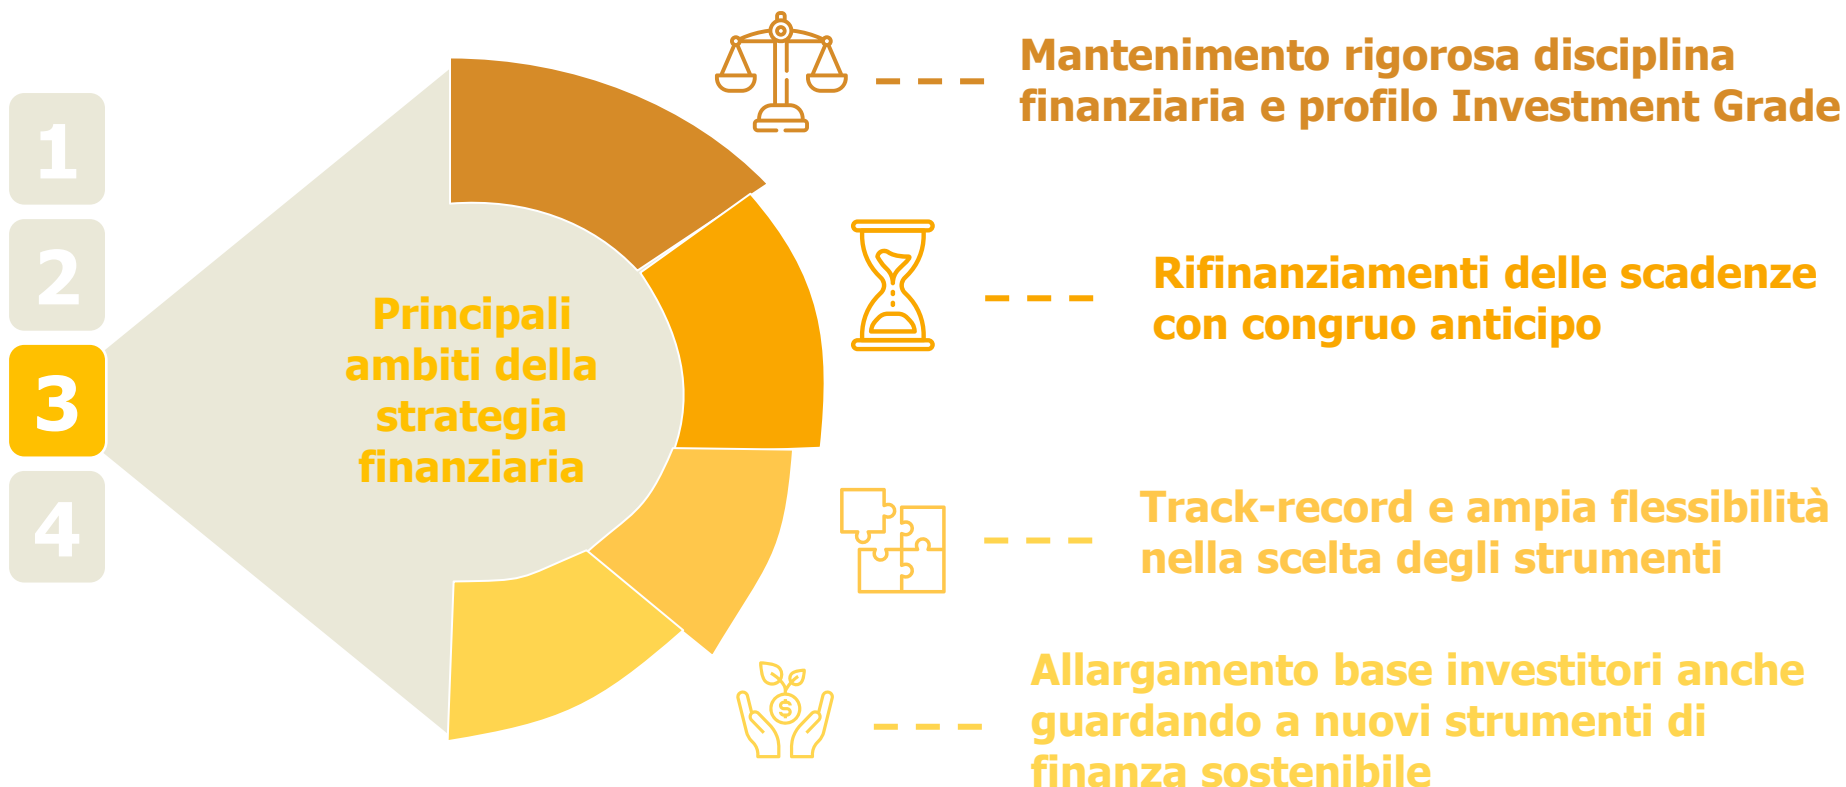 1
2
3
4
Principali
ambiti della
strategia
finanziaria
Mantenimento rigorosa disciplina
finanziaria e profilo Investment Grade
Rifinanziamenti delle scadenze
con congruo anticipo
Track-record e ampia flessibilità
nella scelta degli strumenti
$
Allargamento base investitori anche
guardando a nuovi strumenti di
finanza sostenibile